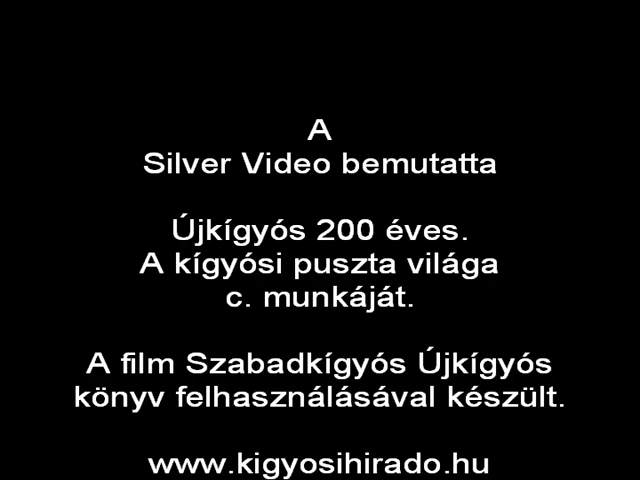 A
Silver Video bemutatta
Újkígyós 200 éves.
A kígyósi puszta világa
c. munkáját.
A film Szabadkígyós Újkígyós
könyv felhasználásával készült.
www.kigyosihirado.hu